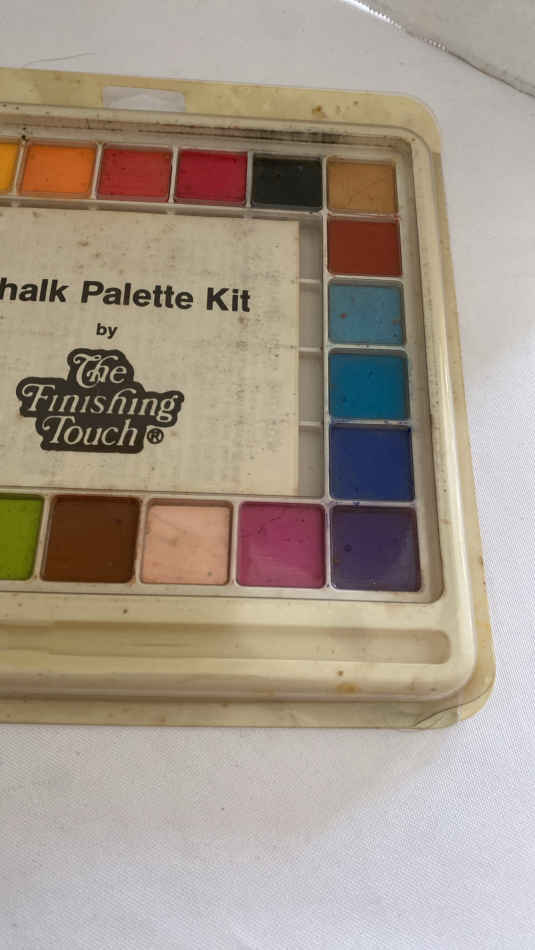 halk Palette Kit
by
The
Finishing
Touch®